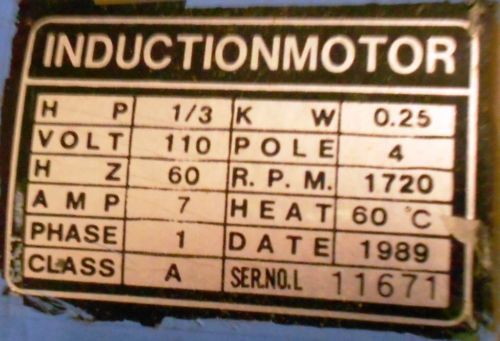 INDUCTIONMOTOR
H P 1/3 K W 0.25
VOLT 110 POLE 4
H Z 60 R.P.M. 1720
AMP 7 HEAT 60 °C
PHASE 1 DATE 1989
CLASS A SER.NO.L 11671